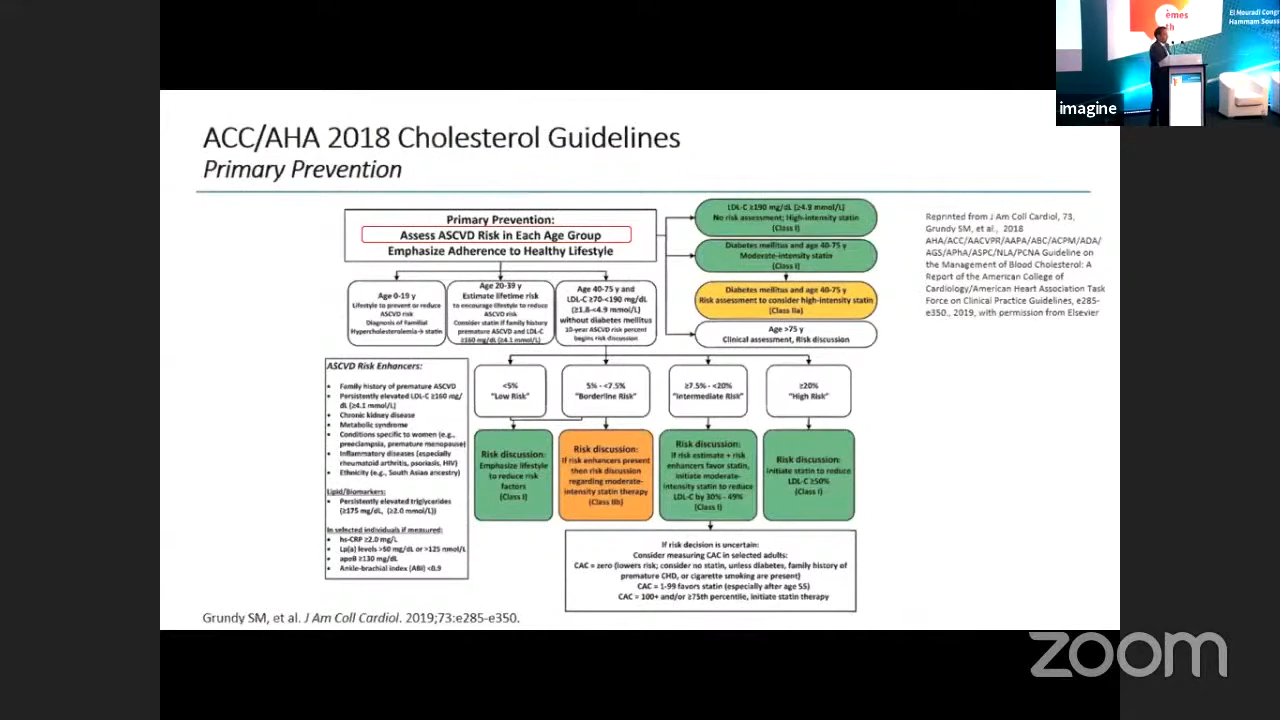 èmes
th
El Mouradi Congr
Hammam Souss
imagine
ACC/AHA 2018 Cholesterol Guidelines
Primary Prevention
Primary Prevention:
Assess ASCVD Risk in Each Age Group
Emphasize Adherence to Healthy Lifestyle
LDL-C ≥190 mg/dL (≥4.9 mmol/L)
No risk assessment; High-intensity statin
(Class I)
Diabetes mellitus and age 40-75 y
Moderate-intensity statin
(Class I)
Diabetes mellitus and age 40-75 y
Risk assessment to consider high-intensity statin
(Class IIa)
Age >75 y
Clinical assessment, Risk discussion
Age 0-19 y
Lifestyle to prevent or reduce
ASCVD risk
Diagnosis of Familial
Hypercholesterolemia→ statin
Age 20-39 y
Estimate lifetime risk
to encourage lifestyle to reduce
ASCVD risk
Consider statin if family history
premature ASCVD and LDL-C
≥160 mg/dL (≥4.1 mmol/L)
Age 40-75 y and
LDL-C ≥70-<190 mg/dL
(≥1.8-<4.9 mmol/L)
without diabetes mellitus
10-year ASCVD risk percent
begins risk discussion
<5%
"Low Risk"
5% - <7.5%
"Borderline Risk"
≥7.5% - <20%
"Intermediate Risk"
≥20%
"High Risk"
Risk discussion:
Emphasize lifestyle
to reduce risk
factors
(Class I)
Risk discussion:
If risk enhancers present
then risk discussion
regarding moderate-
intensity statin therapy
(Class IIb)
Risk discussion:
If risk estimate + risk
enhancers favor statin,
initiate moderate-
intensity statin to reduce
LDL-C by 30% - 49%
(Class I)
Risk discussion:
Initiate statin to reduce
LDL-C ≥50%
(Class I)
If risk decision is uncertain:
Consider measuring CAC in selected adults:
CAC = zero (lowers risk; consider no statin, unless diabetes, family history of
premature CHD, or cigarette smoking are present)
CAC = 1-99 favors statin (especially after age 55)
CAC = 100+ and/or ≥75th percentile, initiate statin therapy
ASCVD Risk Enhancers:
• Family history of premature ASCVD
• Persistently elevated LDL-C ≥160 mg/
dL (≥4.1 mmol/L)
• Chronic kidney disease
• Metabolic syndrome
• Conditions specific to women (e.g.,
preeclampsia, premature menopause)
• Inflammatory diseases (especially
rheumatoid arthritis, psoriasis, HIV)
• Ethnicity (e.g., South Asian ancestry)
Lipid/Biomarkers:
• Persistently elevated triglycerides
(≥175 mg/dL, (≥2.0 mmol/L))
In selected individuals if measured:
• hs-CRP ≥2.0 mg/L
• Lp(a) levels >50 mg/dL or >125 nmol/L
• apoB ≥130 mg/dL
• Ankle-brachial index (ABI) <0.9
Reprinted from J Am Coll Cardiol, 73,
Grundy SM, et al., 2018
AHA/ACC/AACVPR/AAPA/ABC/ACPM/ADA/
AGS/APhA/ASPC/NLA/PCNA Guideline on
the Management of Blood Cholesterol: A
Report of the American College of
Cardiology/American Heart Association Task
Force on Clinical Practice Guidelines, e285-
e350., 2019, with permission from Elsevier
Grundy SM, et al. J Am Coll Cardiol. 2019;73:e285-e350.
zoom